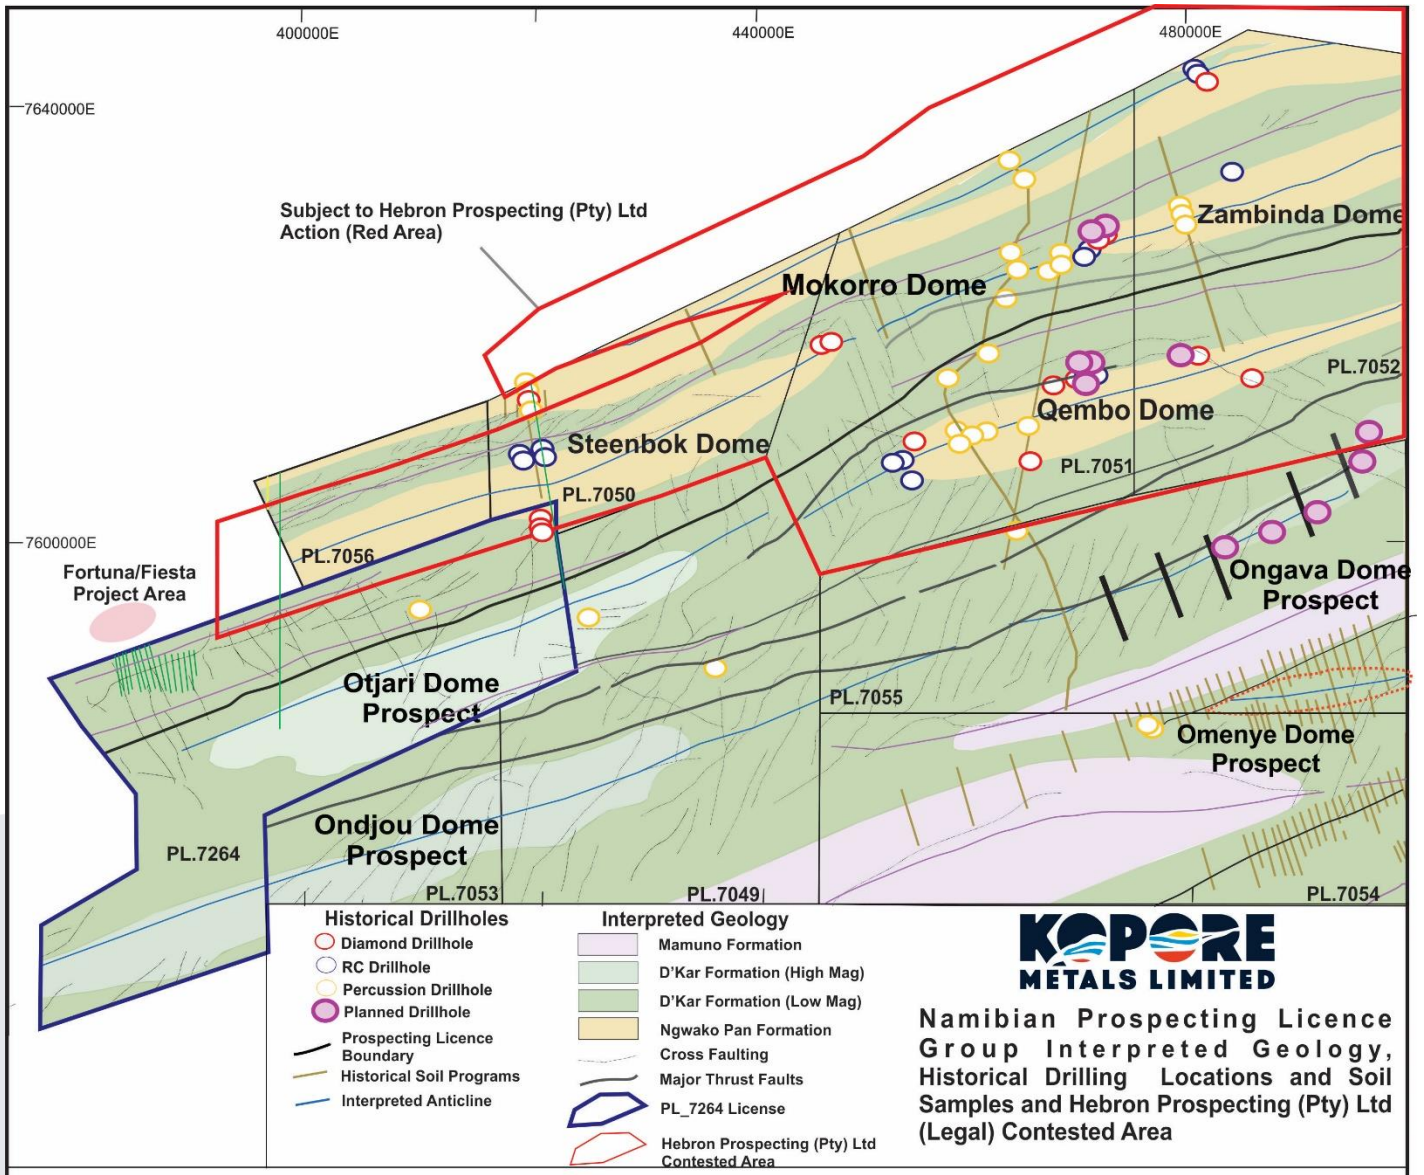 400000E
440000E
480000E
7640000E
Subject to Hebron Prospecting (Pty) Ltd
Action (Red Area)
Zambinda Dome
Mokorro Dome
PL.7052
Qembo Dome
Steenbok Dome
PL.7051
PL.7050
7600000E
PL.7056
Fortuna/Fiesta
Project Area
Ongava Dome
Prospect
Otjari Dome
Prospect
PL.7055
Omenye Dome
Prospect
Ondjou Dome
Prospect
PL.7264
PL.7053
PL.7049
PL.7054
Historical Drillholes
Diamond Drillhole
RC Drillhole
Percussion Drillhole
Planned Drillhole
Prospecting Licence
Boundary
Historical Soil Programs
Interpreted Anticline
Interpreted Geology
Mamuno Formation
D'Kar Formation (High Mag)
D'Kar Formation (Low Mag)
Ngwako Pan Formation
Cross Faulting
Major Thrust Faults
PL_7264 License
Hebron Prospecting (Pty) Ltd
Contested Area
KOPORE
METALS LIMITED
Namibian Prospecting Licence
Group Interpreted Geology,
Historical Drilling Locations and Soil
Samples and Hebron Prospecting (Pty) Ltd
(Legal) Contested Area